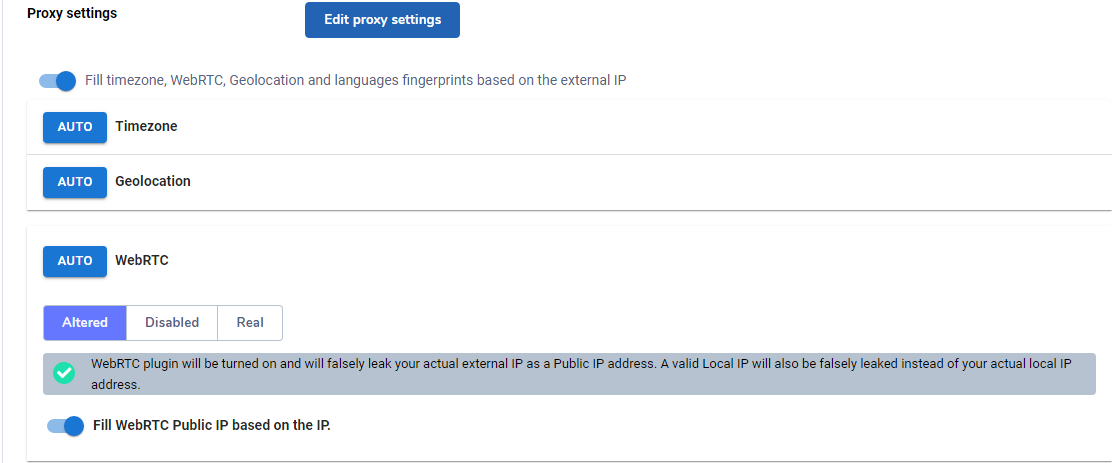 Proxy settings
Edit proxy settings
Fill timezone, WebRTC, Geolocation and languages fingerprints based on the external IP
AUTO Timezone
AUTO Geolocation
AUTO WebRTC
Altered Disabled Real
WebRTC plugin will be turned on and will falsely leak your actual external IP as a Public IP address. A valid Local IP will also be falsely leaked instead of your actual local IP
address.
Fill WebRTC Public IP based on the IP.